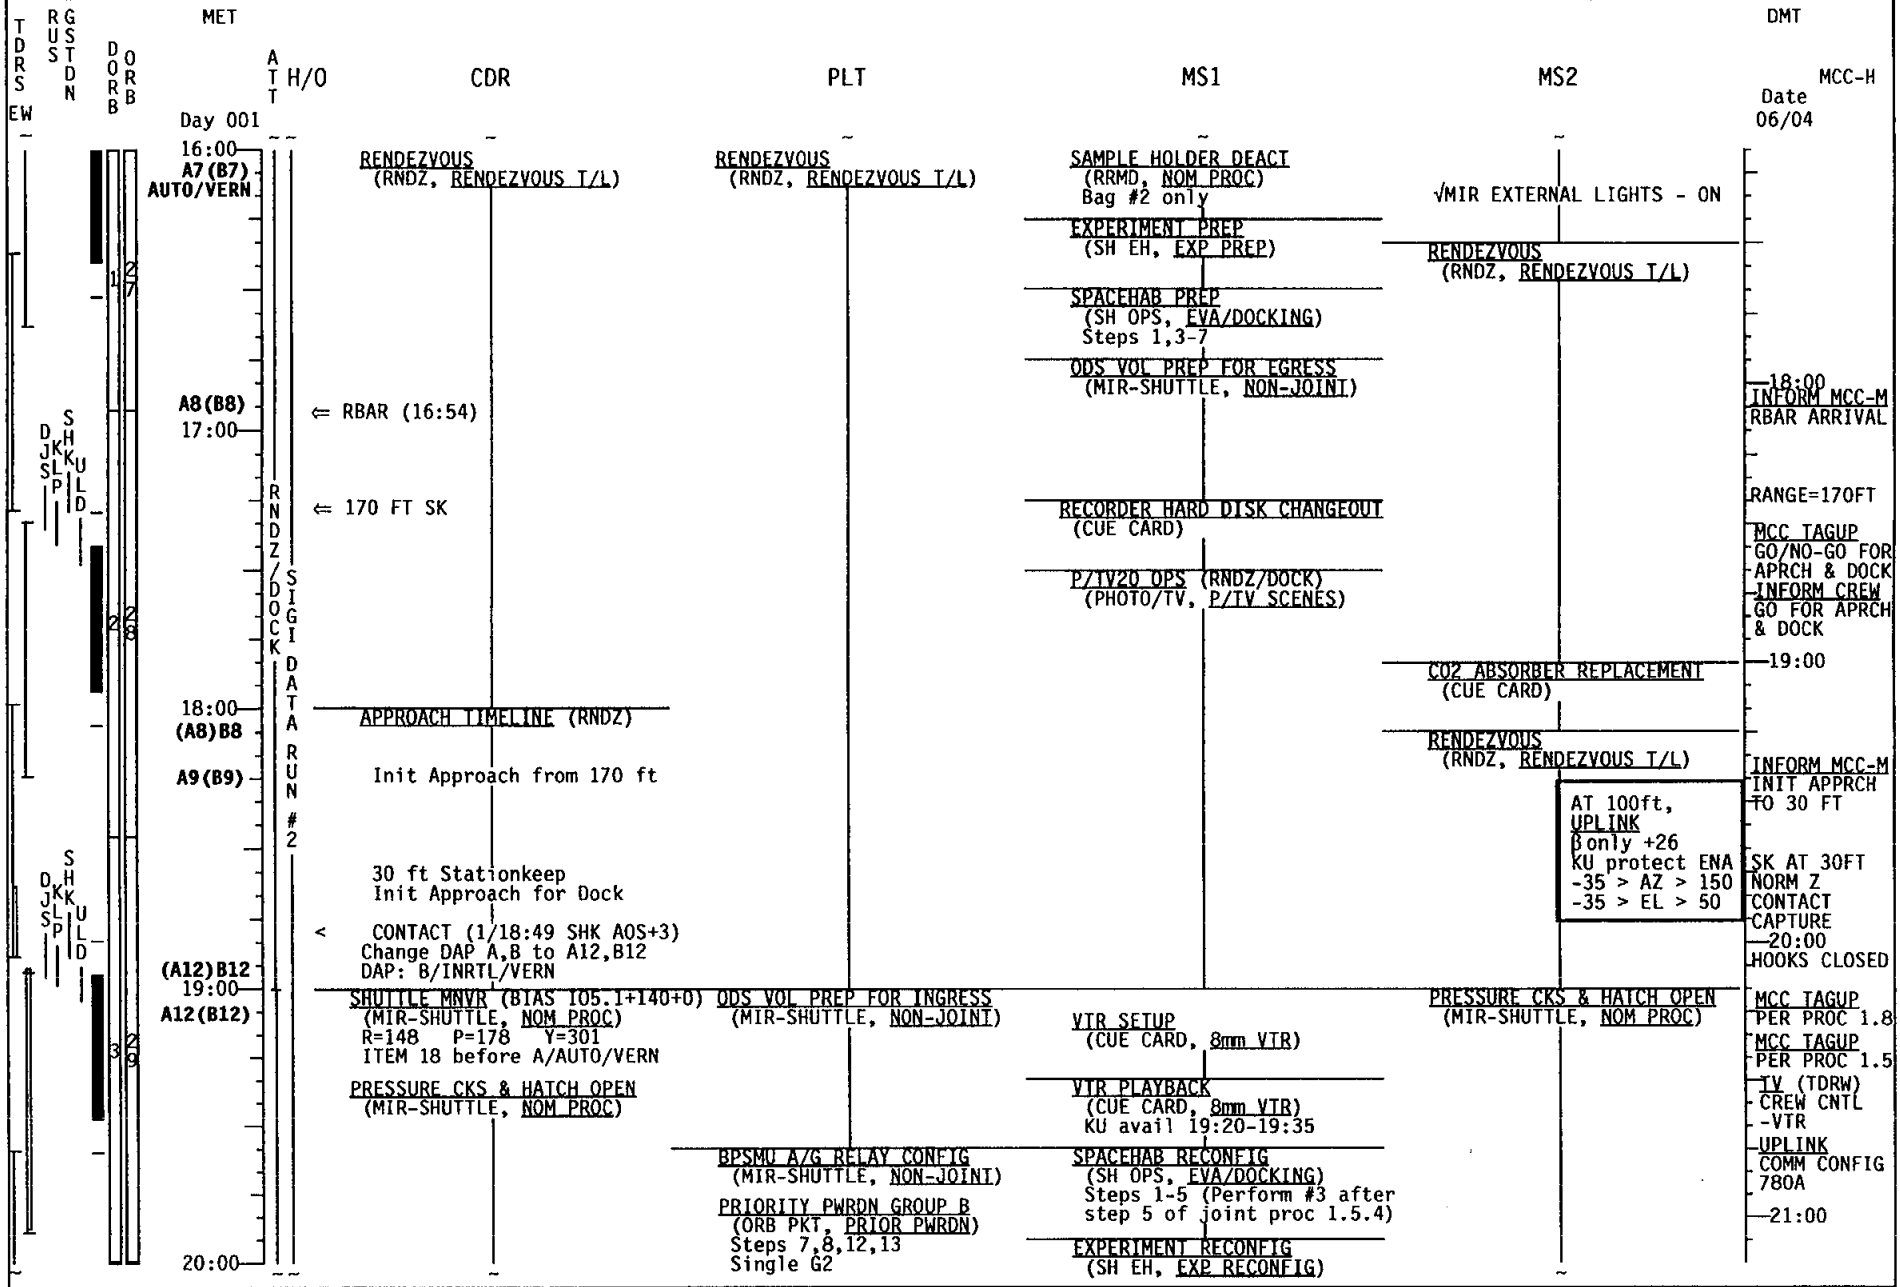 TDRS
RUS
GSTDN
MET
DMT
DORB
ORB
ATT
H/O
CDR
PLT
MS1
MS2
MCC-H
EW
Day 001
Date
06/04
16:00
A7(B7)
AUTO/VERN
A8(B8)
17:00
18:00
(A8)B8
A9(B9)
(A12)B12
19:00
A12(B12)
20:00
1
27
2
28
3
29
DJS
KLP
SHK
ULD
DJS
KLP
SHK
ULD
RNDZ/DOCK
SIGI DATA RUN #2
RENDEZVOUS
(RNDZ, RENDEZVOUS T/L)
⇐ RBAR (16:54)
⇐ 170 FT SK
APPROACH TIMELINE (RNDZ)
Init Approach from 170 ft
30 ft Stationkeep
Init Approach for Dock
< CONTACT (1/18:49 SHK AOS+3)
Change DAP A,B to A12,B12
DAP: B/INRTL/VERN
SHUTTLE MNVR (BIAS IO5.1+140+0)
(MIR-SHUTTLE, NOM PROC)
R=148 P=178 Y=301
ITEM 18 before A/AUTO/VERN
PRESSURE CKS & HATCH OPEN
(MIR-SHUTTLE, NOM PROC)
RENDEZVOUS
(RNDZ, RENDEZVOUS T/L)
ODS VOL PREP FOR INGRESS
(MIR-SHUTTLE, NON-JOINT)
BPSMU A/G RELAY CONFIG
(MIR-SHUTTLE, NON-JOINT)
PRIORITY PWRDN GROUP B
(ORB PKT, PRIOR PWRDN)
Steps 7,8,12,13
Single G2
SAMPLE HOLDER DEACT
(RRMD, NOM PROC)
Bag #2 only
EXPERIMENT PREP
(SH EH, EXP PREP)
SPACEHAB PREP
(SH OPS, EVA/DOCKING)
Steps 1,3-7
ODS VOL PREP FOR EGRESS
(MIR-SHUTTLE, NON-JOINT)
RECORDER HARD DISK CHANGEOUT
(CUE CARD)
P/TV20 OPS (RNDZ/DOCK)
(PHOTO/TV, P/TV SCENES)
VTR SETUP
(CUE CARD, 8mm VTR)
VTR PLAYBACK
(CUE CARD, 8mm VTR)
KU avail 19:20-19:35
SPACEHAB RECONFIG
(SH OPS, EVA/DOCKING)
Steps 1-5 (Perform #3 after
step 5 of joint proc 1.5.4)
EXPERIMENT RECONFIG
(SH EH, EXP RECONFIG)
√MIR EXTERNAL LIGHTS - ON
RENDEZVOUS
(RNDZ, RENDEZVOUS T/L)
CO2 ABSORBER REPLACEMENT
(CUE CARD)
RENDEZVOUS
(RNDZ, RENDEZVOUS T/L)
AT 100ft,
UPLINK
βonly +26
KU protect ENA
-35 > AZ > 150
-35 > EL > 50
PRESSURE CKS & HATCH OPEN
(MIR-SHUTTLE, NOM PROC)
18:00
INFORM MCC-M
RBAR ARRIVAL
RANGE=170FT
MCC TAGUP
GO/NO-GO FOR
APRCH & DOCK
INFORM CREW
GO FOR APRCH
& DOCK
19:00
INFORM MCC-M
INIT APPRCH
TO 30 FT
SK AT 30FT
NORM Z
CONTACT
CAPTURE
20:00
HOOKS CLOSED
MCC TAGUP
PER PROC 1.8
MCC TAGUP
PER PROC 1.5
TV (TDRW)
CREW CNTL
-VTR
UPLINK
COMM CONFIG
780A
21:00